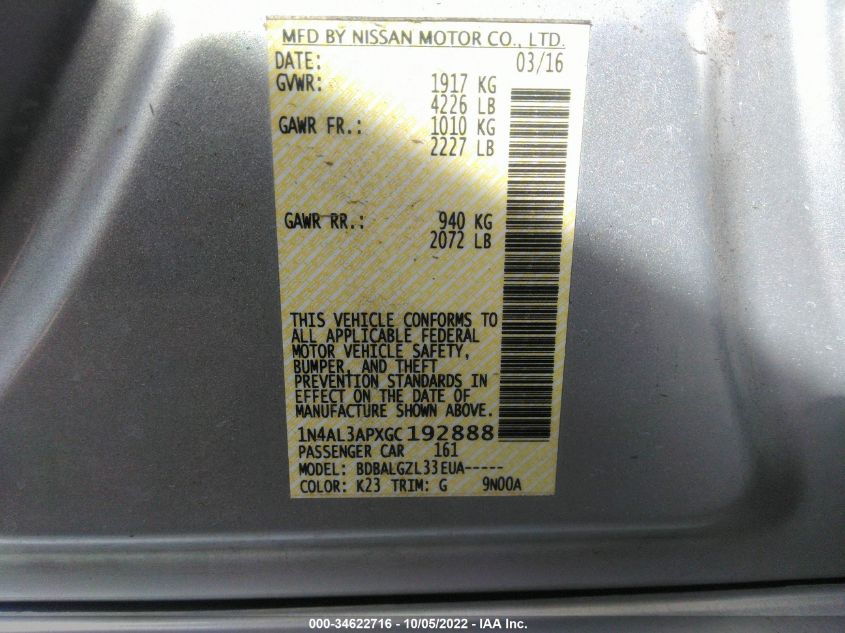 MFD BY NISSAN MOTOR CO., LTD.
DATE: 03/16
GVWR: 1917 KG
4226 LB
GAWR FR.: 1010 KG
2227 LB
GAWR RR.: 940 KG
2072 LB
THIS VEHICLE CONFORMS TO
ALL APPLICABLE FEDERAL
MOTOR VEHICLE SAFETY,
BUMPER, AND THEFT
PREVENTION STANDARDS IN
EFFECT ON THE DATE OF
MANUFACTURE SHOWN ABOVE.
1N4AL3APXGC192888
PASSENGER CAR 161
MODEL: BDBALGZL33EUA-----
COLOR: K23 TRIM: G 9N00A
000-34622716 - 10/05/2022 - IAA Inc.